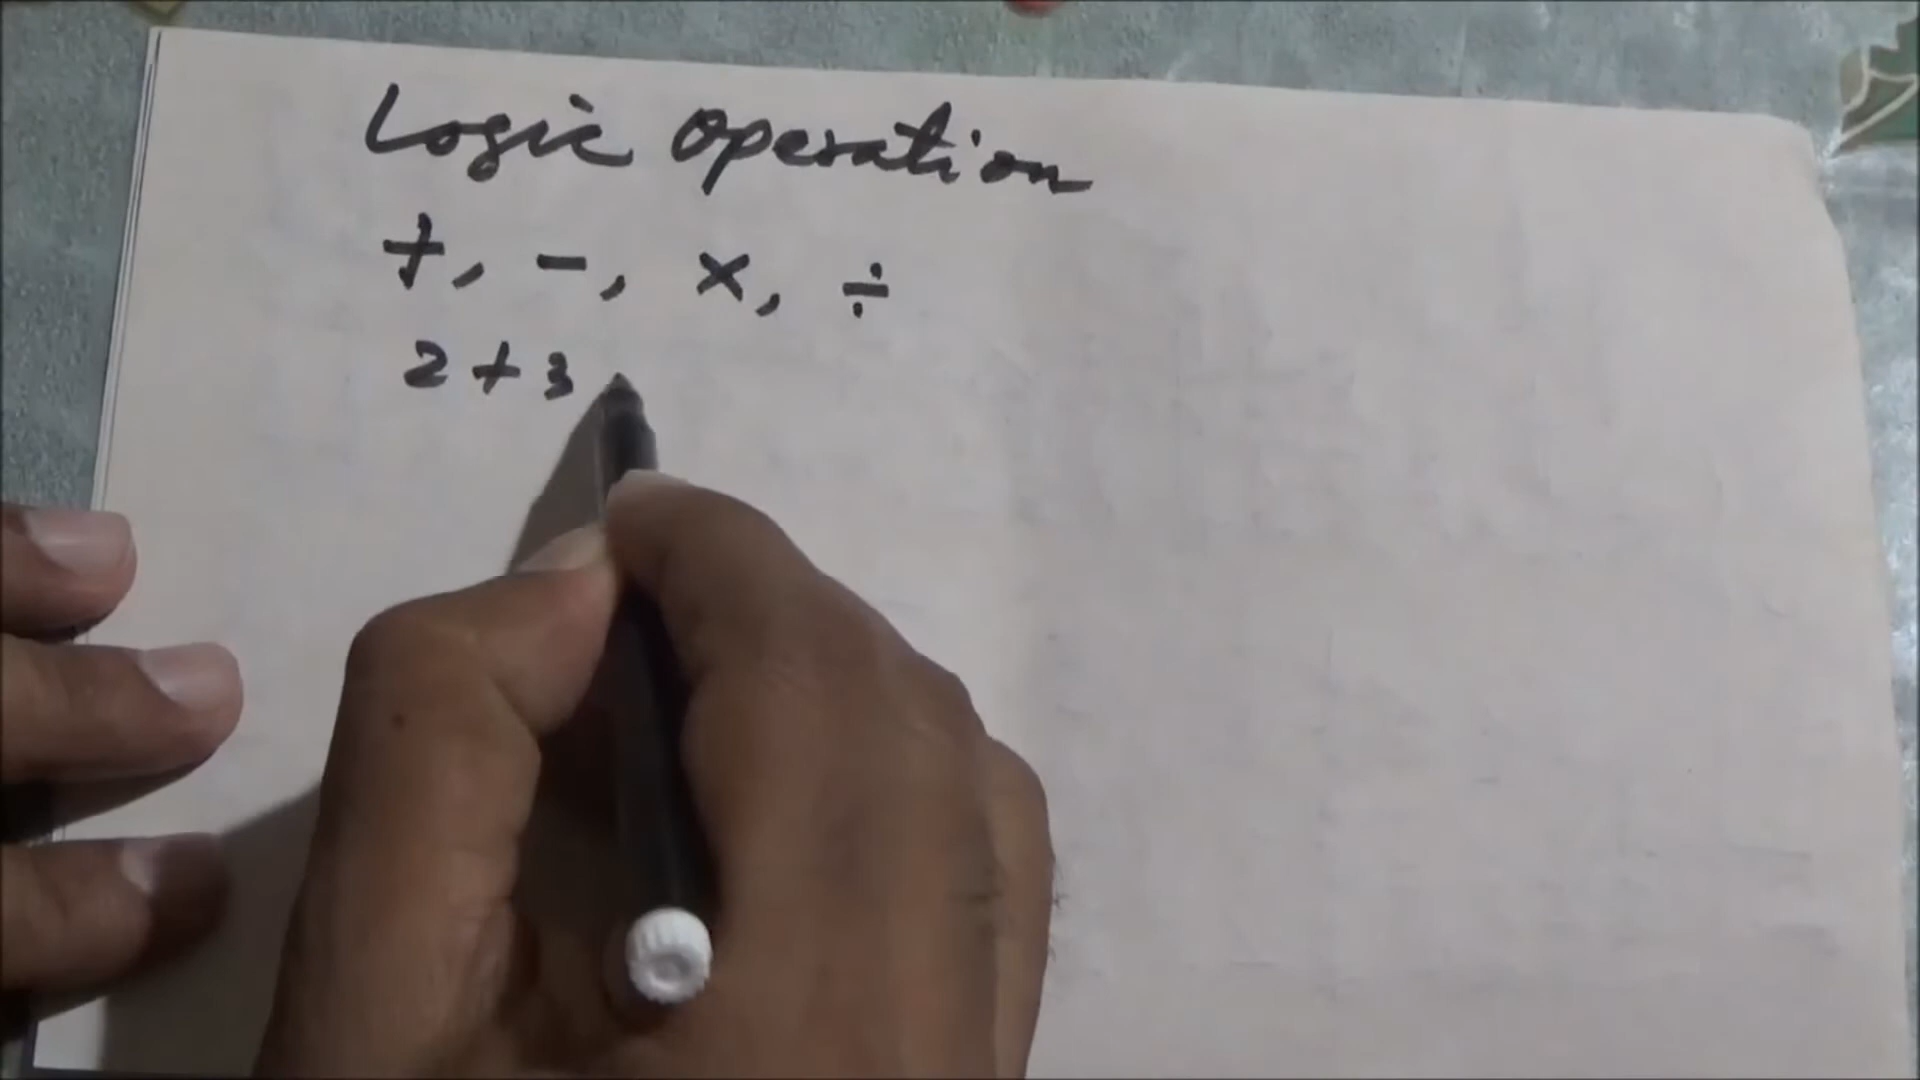 Logic Operation
+, -, ×, ÷
2 + 3